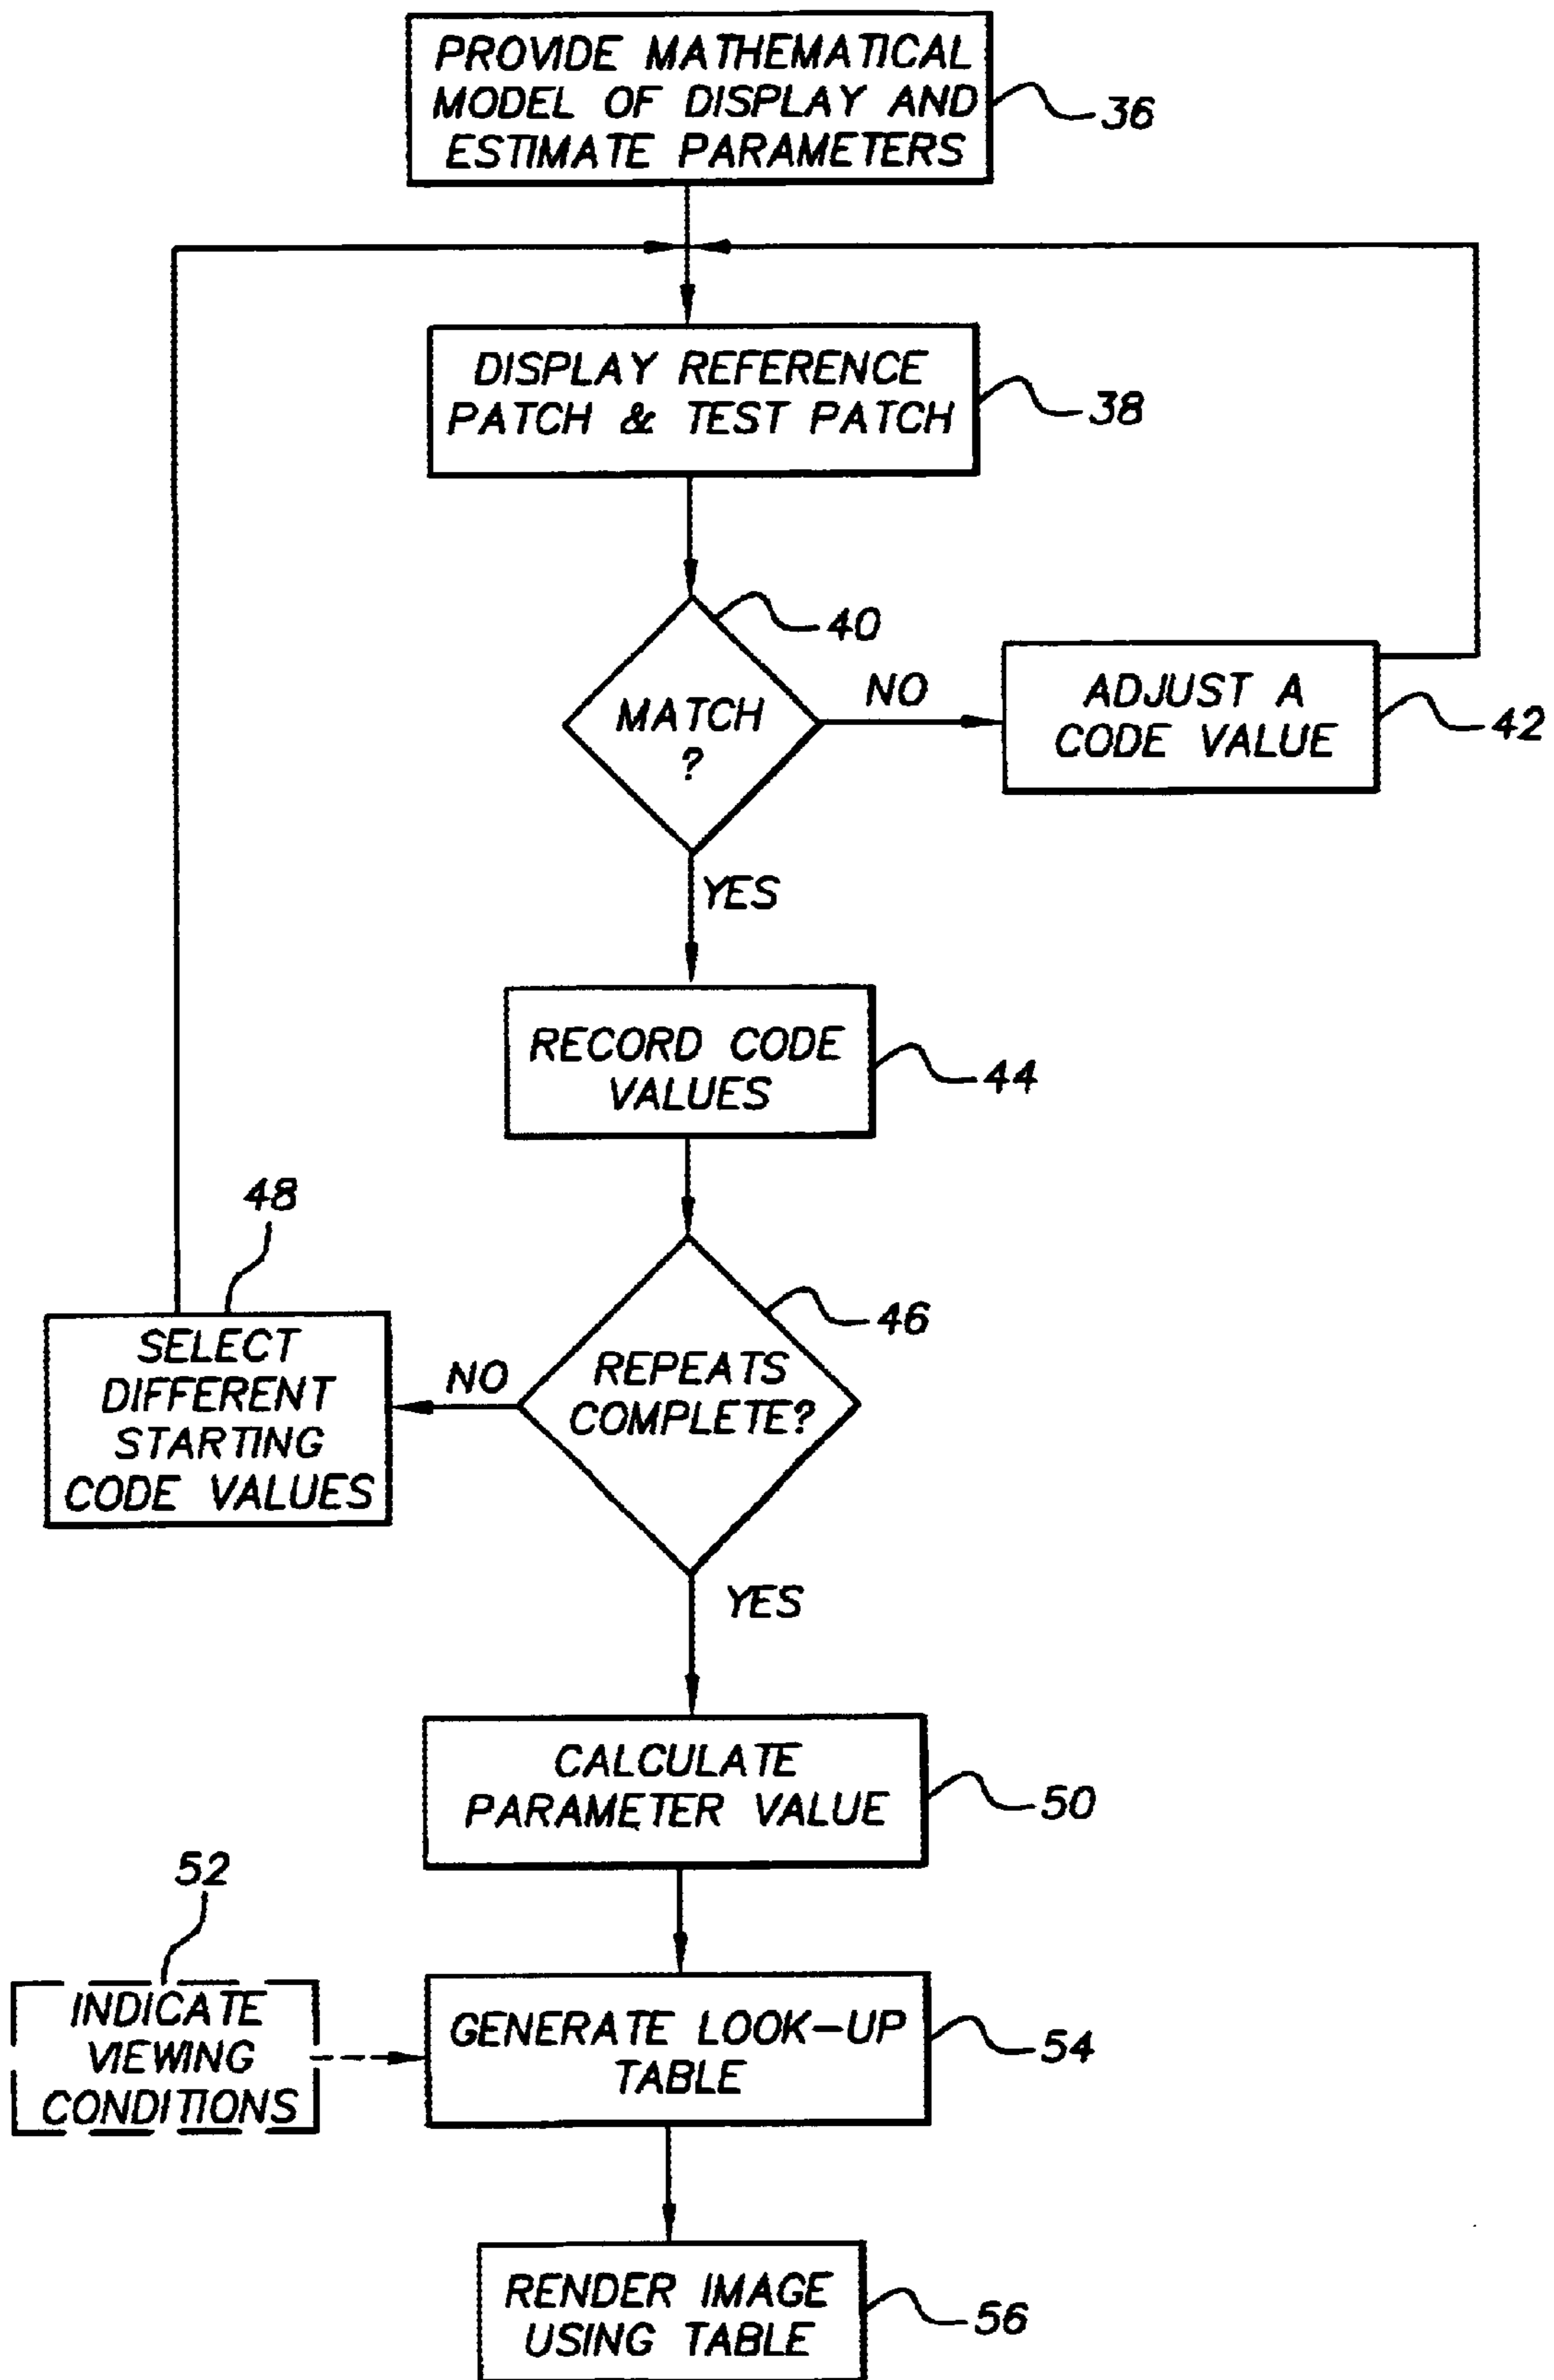 PROVIDE MATHEMATICAL
MODEL OF DISPLAY AND
ESTIMATE PARAMETERS
36
DISPLAY REFERENCE
PATCH & TEST PATCH
38
40
MATCH
?
NO
ADJUST A
CODE VALUE
42
YES
RECORD CODE
VALUES
44
48
SELECT
DIFFERENT
STARTING
CODE VALUES
NO
46
REPEATS
COMPLETE?
YES
CALCULATE
PARAMETER VALUE
50
52
INDICATE
VIEWING
CONDITIONS
GENERATE LOOK-UP
TABLE
54
RENDER IMAGE
USING TABLE
56